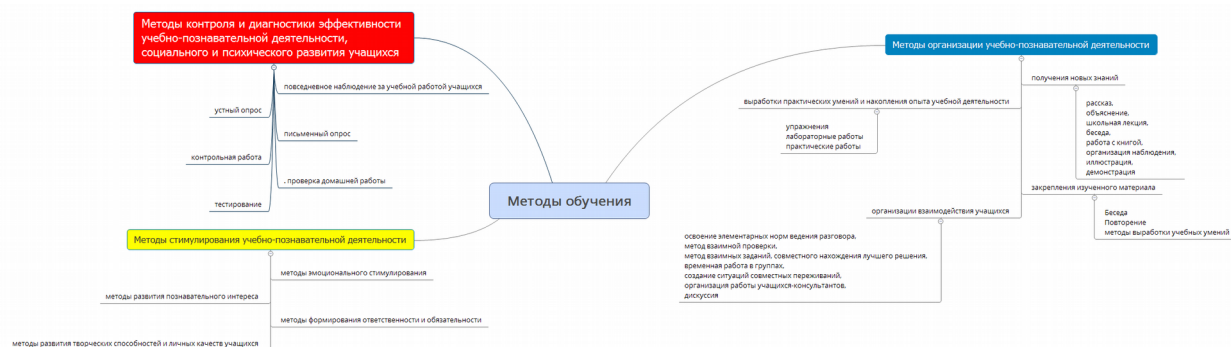 Методы контроля и диагностики эффективности
учебно-познавательной деятельности,
социального и психического развития учащихся
повседневное наблюдение за учебной работой учащихся
устный опрос
письменный опрос
контрольная работа
. проверка домашней работы
тестирование
Методы стимулирования учебно-познавательной деятельности
методы эмоционального стимулирования
методы развития познавательного интереса
методы формирования ответственности и обязательности
методы развития творческих способностей и личных качеств учащихся
Методы обучения
Методы организации учебно-познавательной деятельности
получения новых знаний
рассказ,
объяснение,
школьная лекция,
беседа,
работа с книгой,
организация наблюдения,
иллюстрация,
демонстрация
выработки практических умений и накопления опыта учебной деятельности
упражнения
лабораторные работы
практические работы
закрепления изученного материала
Беседа
Повторение
методы выработки учебных умений
организации взаимодействия учащихся
освоение элементарных норм ведения разговора,
метод взаимной проверки,
метод взаимных заданий, совместного нахождения лучшего решения,
временная работа в группах,
создание ситуаций совместных переживаний,
организация работы учащихся-консультантов,
дискуссия